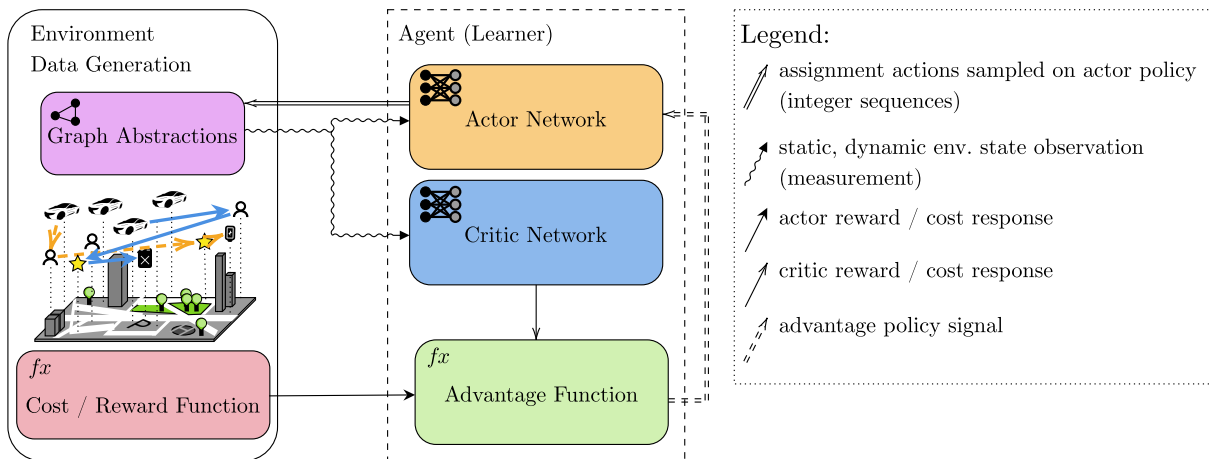 Environment
Data Generation
Graph Abstractions
P
fx
Cost / Reward Function
Agent (Learner)
Actor Network
Critic Network
fx
Advantage Function
Legend:
assignment actions sampled on actor policy
(integer sequences)
static, dynamic env. state observation
(measurement)
actor reward / cost response
critic reward / cost response
advantage policy signal